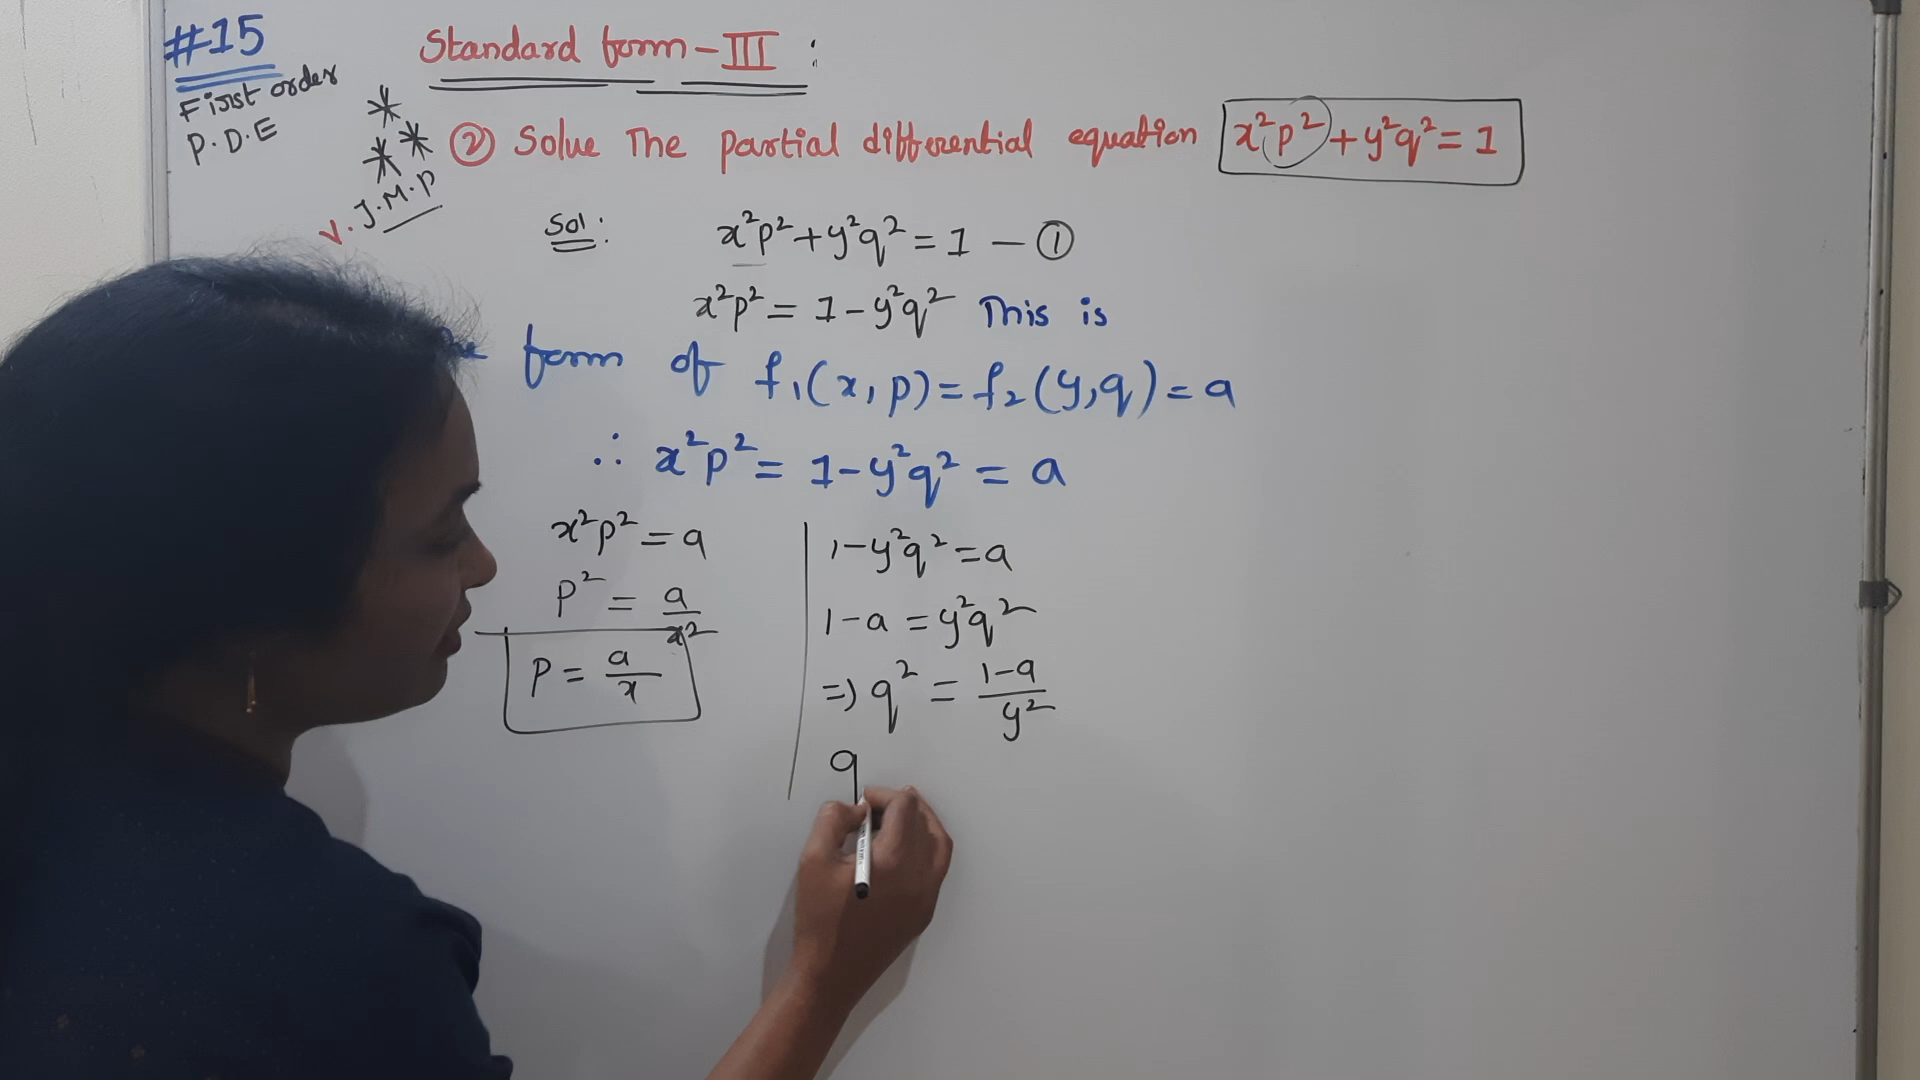 #15
First order
P.D.E
V. I.M.P
Standard form - III :
② Solve The partial differential equation x²p² + y²q² = 1
Sol: x²p² + y²q² = 1 — ①
x²p² = 1 - y²q² This is
form of f₁(x, p) = f₂(y, q) = a
∴ x²p² = 1 - y²q² = a
x²p² = a
p² = a/x²
p = a/x
1 - y²q² = a
1 - a = y²q²
=> q² = (1-a)/y²
q